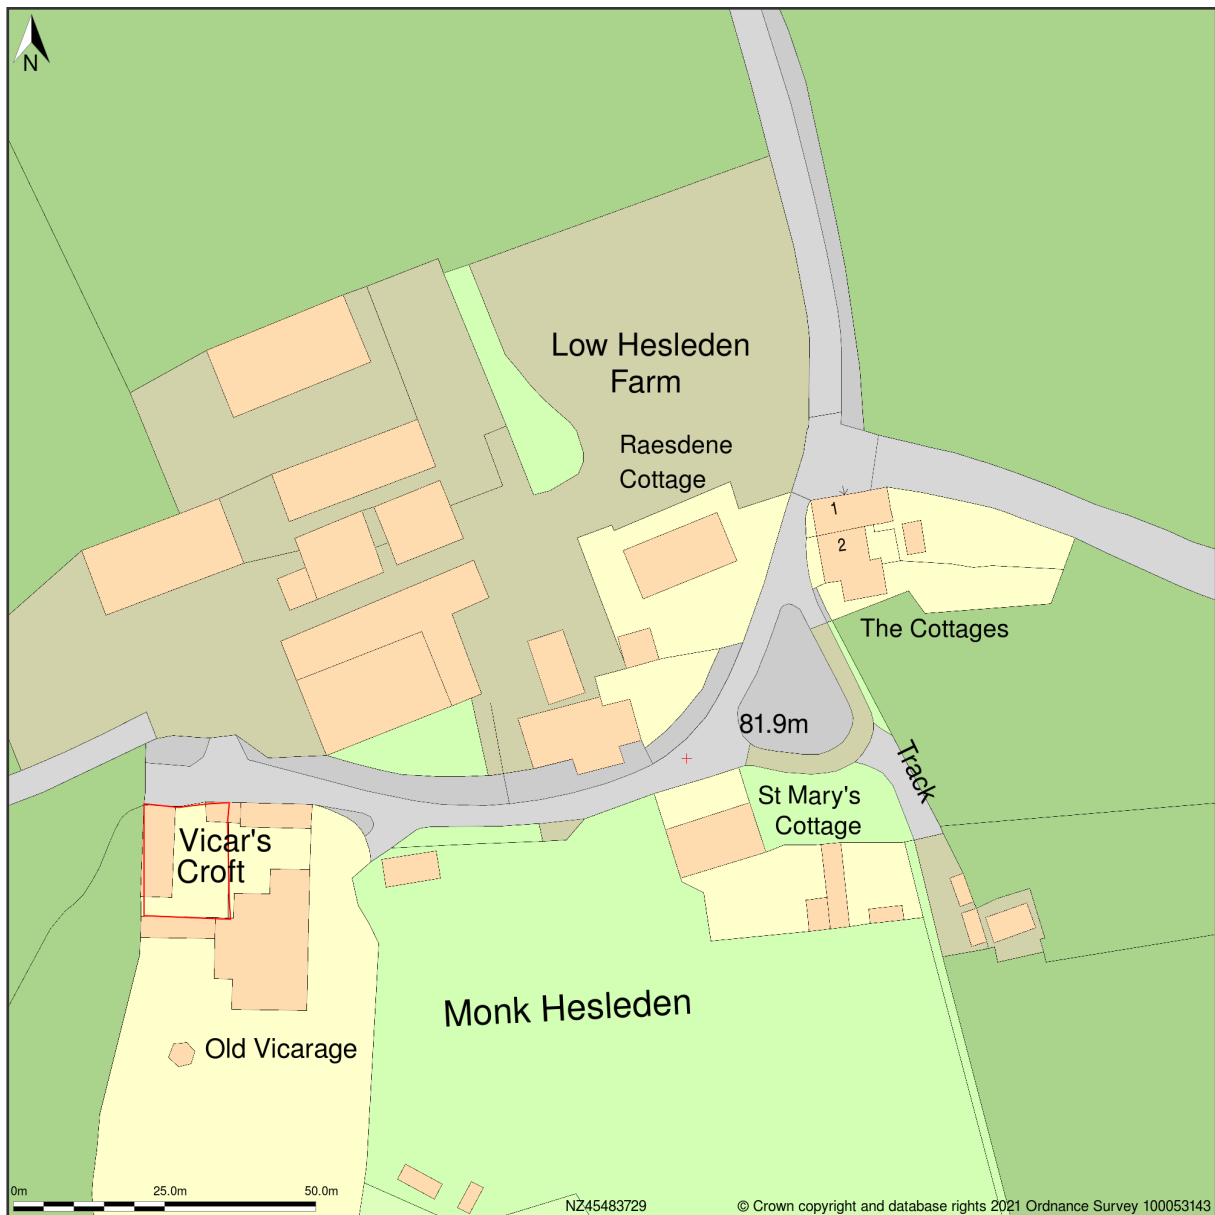 N
Low Hesleden
Farm
Raesdene
Cottage
1
2
The Cottages
81.9m
Track
St Mary's
Cottage
Vicar's
Croft
Monk Hesleden
Old Vicarage
0m 25.0m 50.0m
NZ45483729
© Crown copyright and database rights 2021 Ordnance Survey 100053143